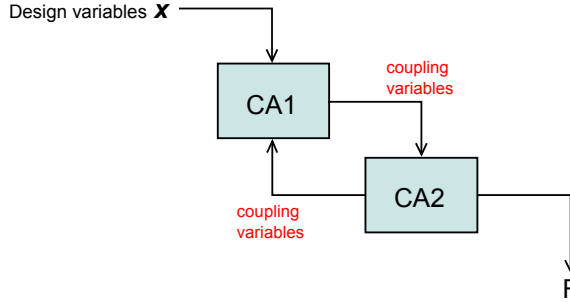 Design variables x
coupling
variables
CA1
CA2
coupling
variables
F